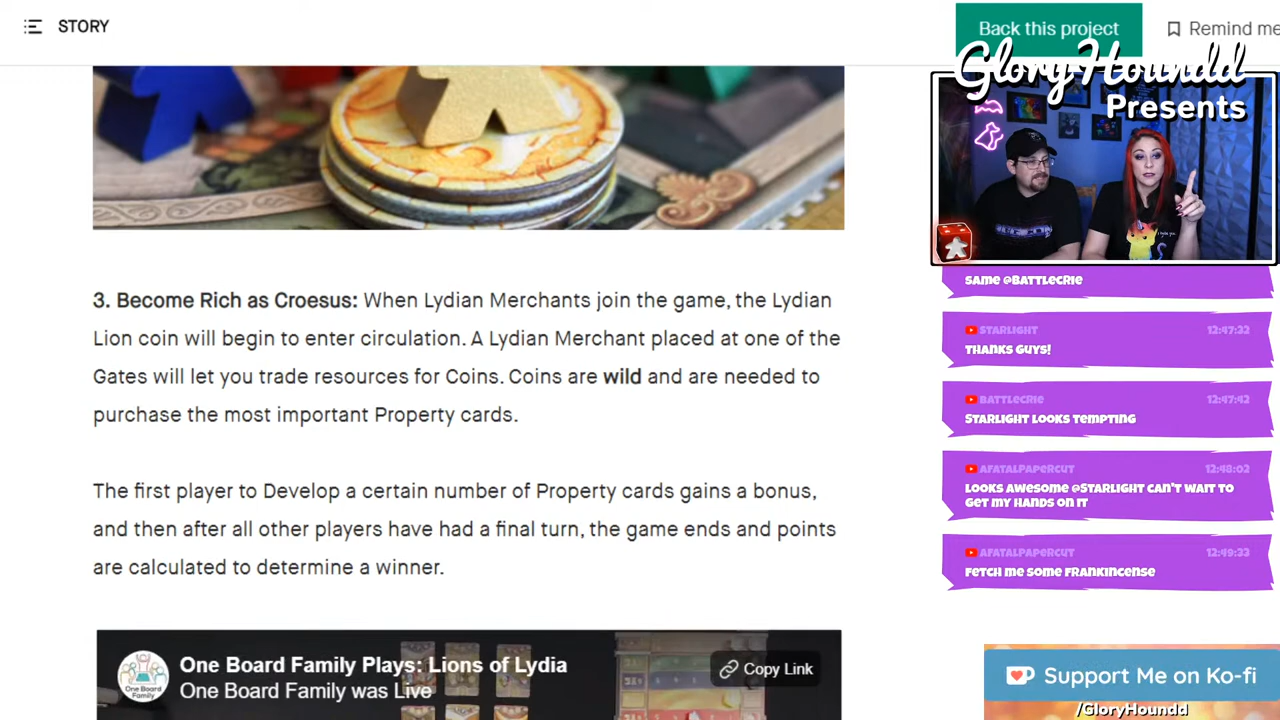 STORY
Back this project
Remind me
GloryHoundd
Presents
3. Become Rich as Croesus: When Lydian Merchants join the game, the Lydian
Lion coin will begin to enter circulation. A Lydian Merchant placed at one of the
Gates will let you trade resources for Coins. Coins are wild and are needed to
purchase the most important Property cards.
The first player to Develop a certain number of Property cards gains a bonus,
and then after all other players have had a final turn, the game ends and points
are calculated to determine a winner.
One Board Family
One Board Family Plays: Lions of Lydia
One Board Family was Live
Copy Link
SAME @BATTLECRIE
STARLIGHT 12:47:32
THANKS GUYS!
BATTLECRIE 12:47:42
STARLIGHT LOOKS TEMPTING
AFATALPAPERCUT 12:48:02
LOOKS AWESOME @STARLIGHT CAN'T WAIT TO
GET MY HANDS ON IT
AFATALPAPERCUT 12:49:33
FETCH ME SOME FRANKINCENSE
Support Me on Ko-fi
/GloryHoundd